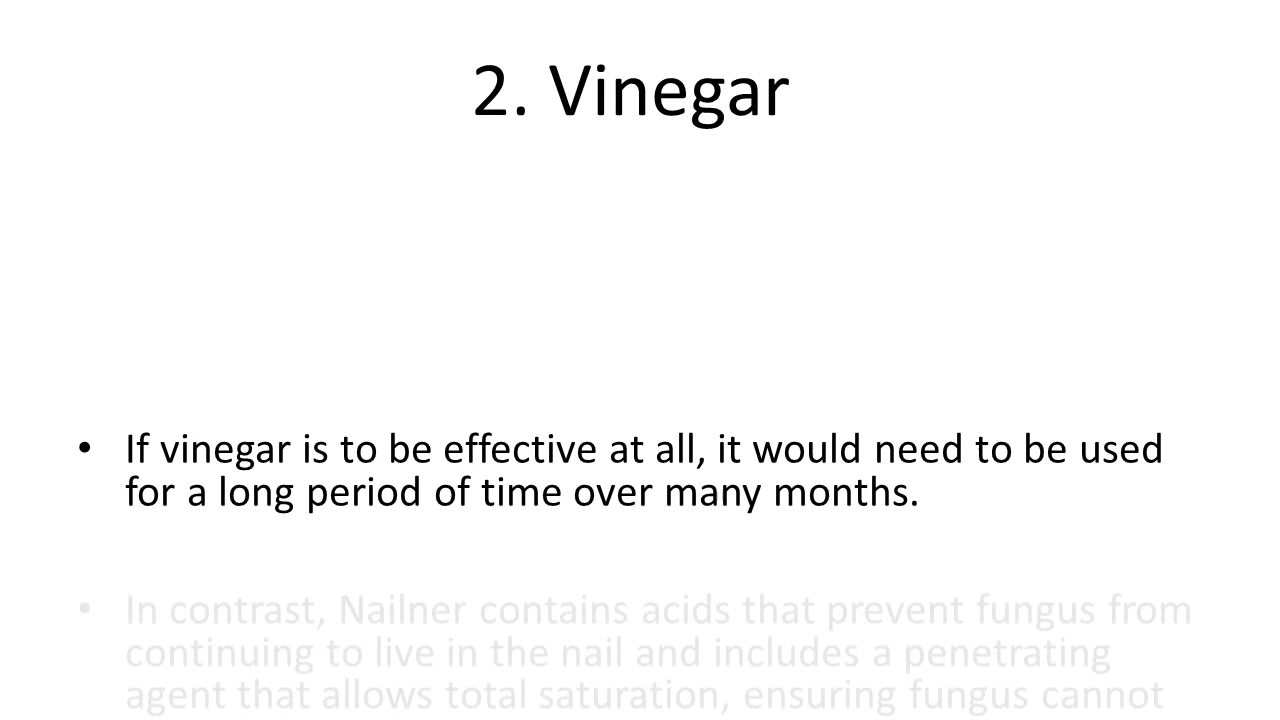 2. Vinegar
• If vinegar is to be effective at all, it would need to be used
for a long period of time over many months.
• In contrast, Nailner contains acids that prevent fungus from
continuing to live in the nail and includes a penetrating
agent that allows total saturation, ensuring fungus cannot